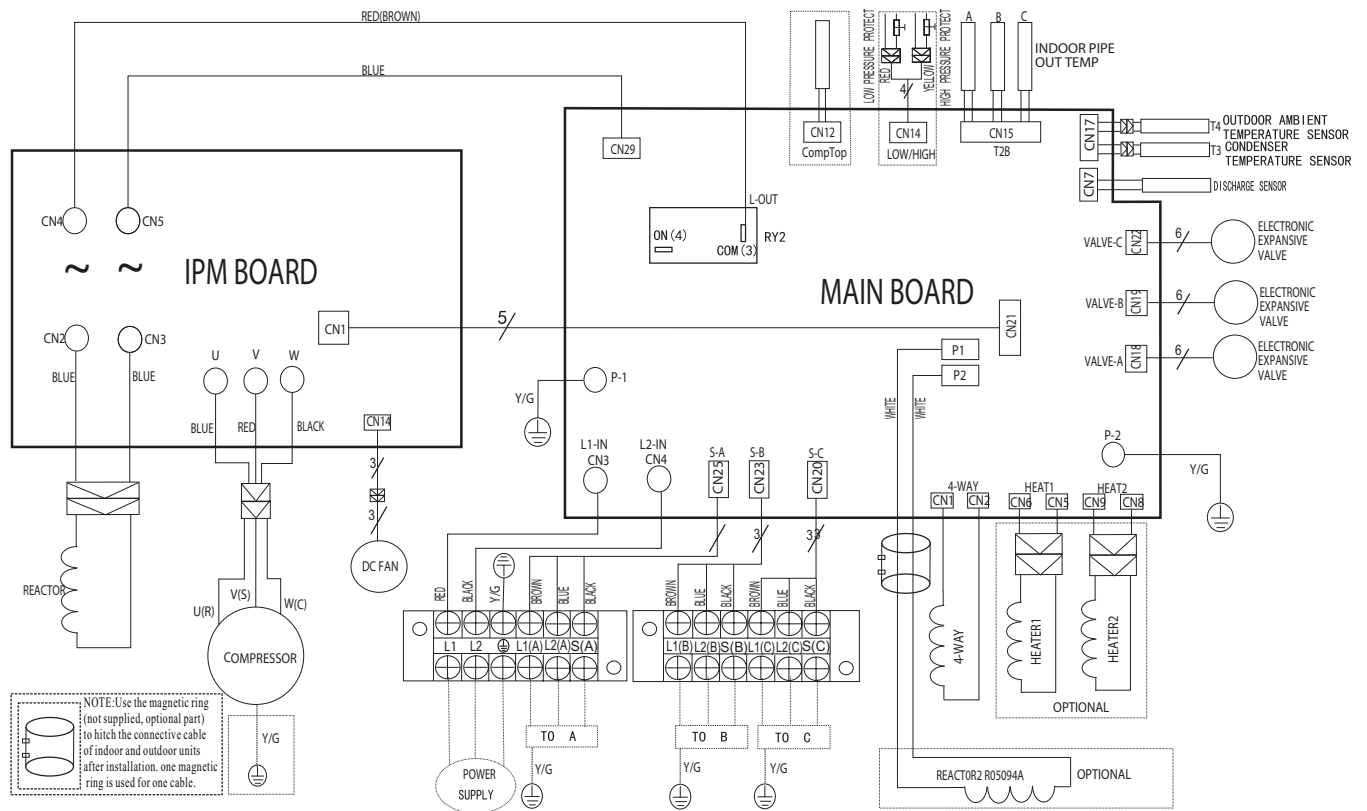 RED(BROWN)
BLUE
LOW PRESSURE PROTECT
RED
4
YELLOW
HIGH PRESSURE PROTECT
A
B
C
INDOOR PIPE
OUT TEMP
CN12
CompTop
CN14
LOW/HIGH
CN15
T2B
CN17
T4 OUTDOOR AMBIENT
TEMPERATURE SENSOR
T3 CONDENSER
TEMPERATURE SENSOR
CN7
DISCHARGE SENSOR
CN29
L-OUT
ON(4)
COM(3)
RY2
CN4
CN5
~
~
IPM BOARD
MAIN BOARD
VALVE-C
CN22
6
ELECTRONIC
EXPANSIVE
VALVE
VALVE-B
CN19
6
ELECTRONIC
EXPANSIVE
VALVE
VALVE-A
CN18
6
ELECTRONIC
EXPANSIVE
VALVE
CN2
CN3
CN1
5
CN21
U
V
W
P1
P2
BLUE
BLUE
P-1
Y/G
WHITE
WHITE
BLUE
RED
BLACK
CN14
3
3
DC FAN
L1-IN
CN3
L2-IN
CN4
S-A
CN25
S-B
CN23
S-C
CN20
P-2
Y/G
4-WAY
CN1
CN2
HEAT1
CN6
CN5
HEAT2
CN9
CN8
3
33
REACTOR
U(R)
V(S)
W(C)
COMPRESSOR
Y/G
RED
BLACK
Y/G
BROWN
BLUE
BLACK
BROWN
BLUE
BLACK
BROWN
BLUE
BLACK
L1
L2
L1(A)
L2(A)
S(A)
L1(B)
L2(B)
S(B)
L1(C)
L2(C)
S(C)
4-WAY
HEATER1
HEATER2
OPTIONAL
NOTE:Use the magnetic ring
(not supplied, optional part)
to hitch the connective cable
of indoor and outdoor units
after installation. one magnetic
ring is used for one cable.
POWER
SUPPLY
TO A
Y/G
TO B
Y/G
TO C
Y/G
REACTOR2 R05094A
OPTIONAL